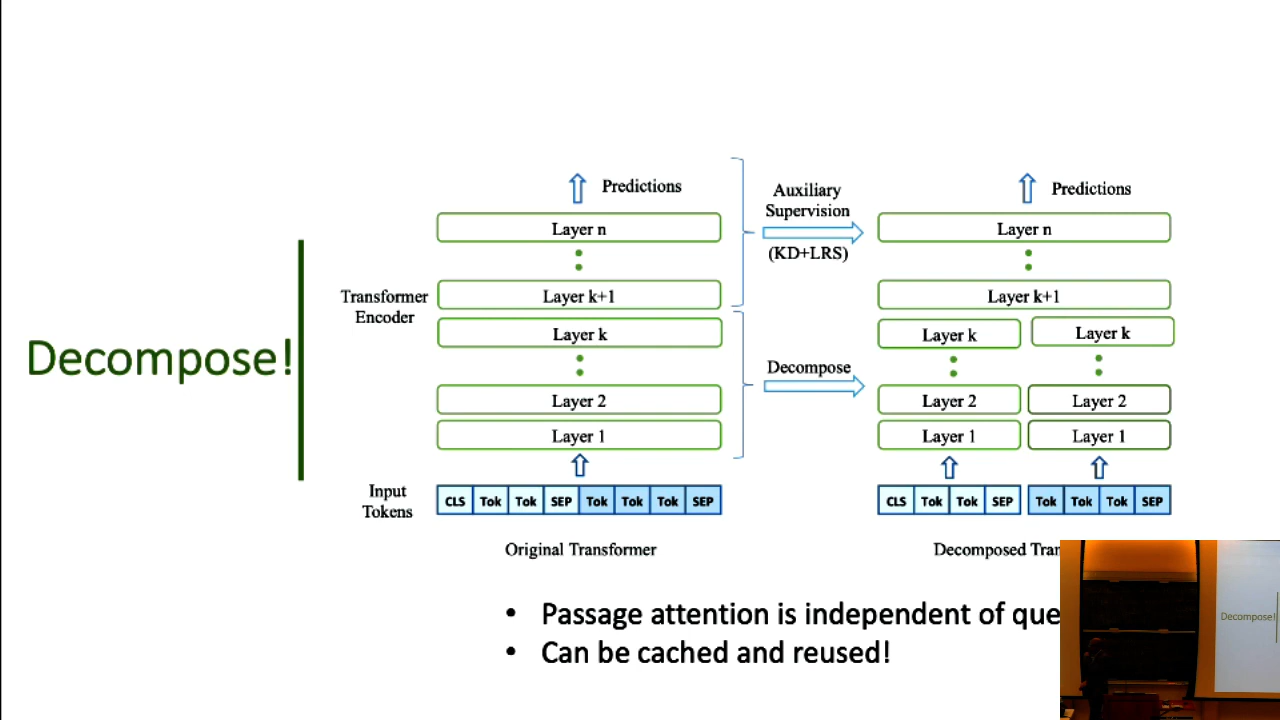 Decompose!
Predictions
Layer n
Layer k+1
Layer k
Layer 2
Layer 1
Transformer
Encoder
Input
Tokens
CLS Tok Tok SEP Tok Tok Tok SEP
Original Transformer
Auxiliary
Supervision
(KD+LRS)
Decompose
Predictions
Layer n
Layer k+1
Layer k Layer k
Layer 2 Layer 2
Layer 1 Layer 1
CLS Tok Tok SEP Tok Tok Tok SEP
Decomposed
• Passage attention is independent of
• Can be cached and reused!
Decompose!